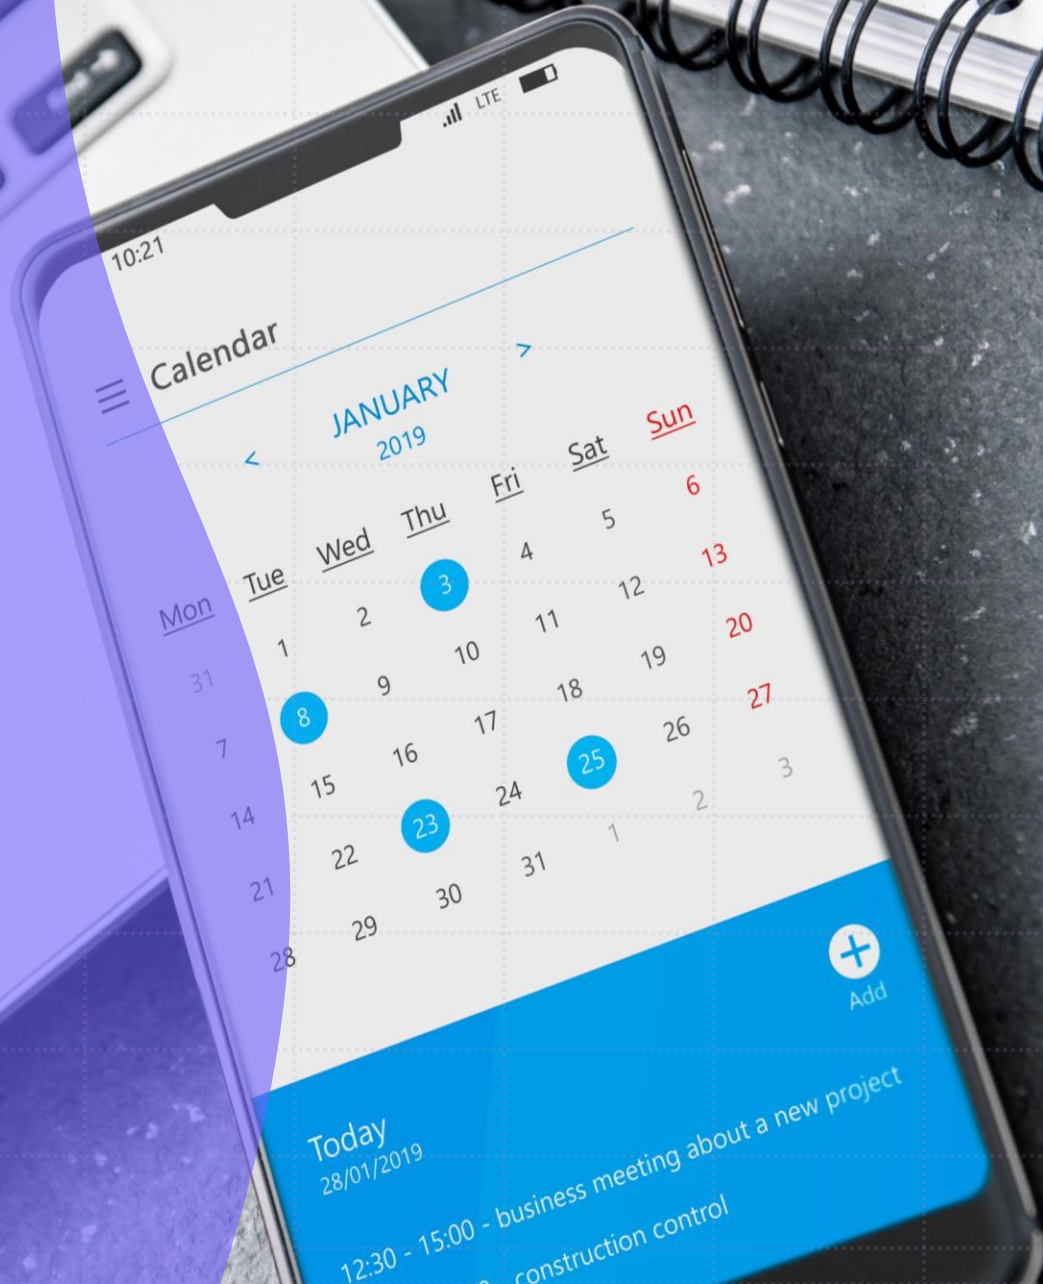 10:21 LTE
Calendar
< JANUARY >
2019
Mon Tue Wed Thu Fri Sat Sun
31 1 2 3 4 5 6
7 8 9 10 11 12 13
14 15 16 17 18 19 20
21 22 23 24 25 26 27
28 29 30 31 1 2 3
Add
Today
28/01/2019
12:30 - 15:00 - business meeting about a new project
- construction control